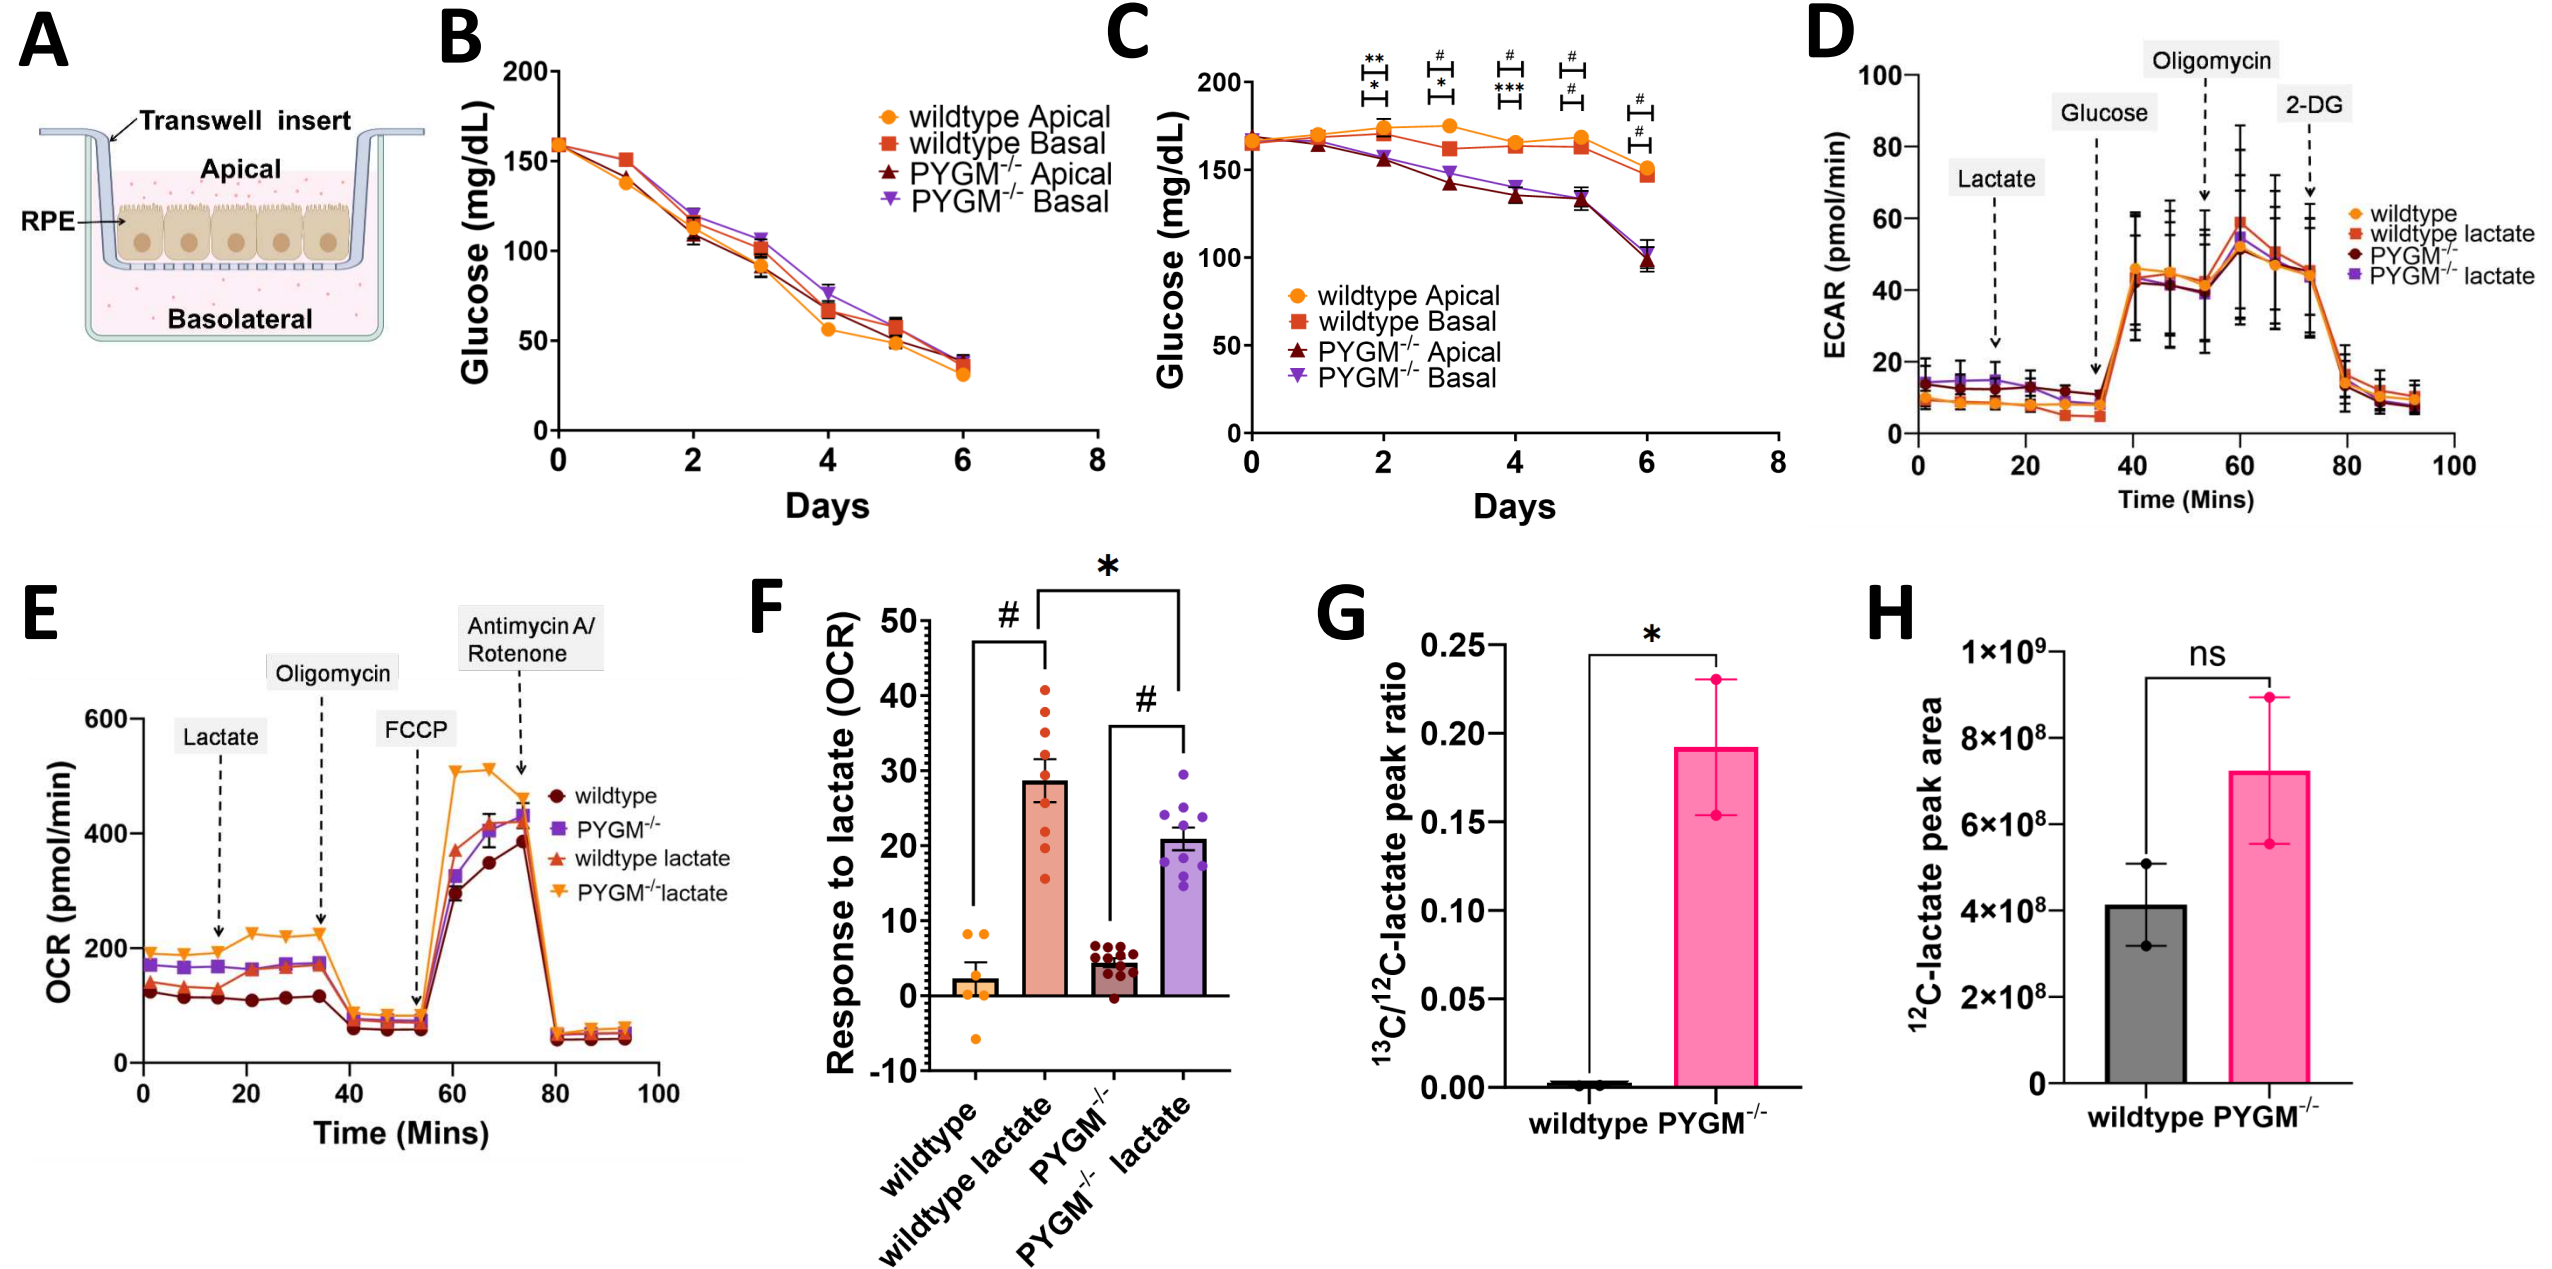 A
Transwell insert
Apical
RPE
Basolateral
B
200
150
100
50
0
0 2 4 6 8
Glucose (mg/dL)
Days
wildtype Apical
wildtype Basal
PYGM-/- Apical
PYGM-/- Basal
C
** # # #
* * *** # #
#
200
150
100
50
0
0 2 4 6 8
Glucose (mg/dL)
Days
wildtype Apical
wildtype Basal
PYGM-/- Apical
PYGM-/- Basal
D
Oligomycin
Glucose
2-DG
Lactate
100
80
60
40
20
0
0 20 40 60 80 100
ECAR (pmol/min)
Time (Mins)
wildtype
wildtype lactate
PYGM-/-
PYGM-/- lactate
E
Antimycin A/
Rotenone
Oligomycin
Lactate
FCCP
600
400
200
0
0 20 40 60 80 100
OCR (pmol/min)
Time (Mins)
wildtype
PYGM-/-
wildtype lactate
PYGM-/-lactate
F
*
#
#
50
40
30
20
10
0
-10
Response to lactate (OCR)
wildtype
wildtype lactate
PYGM-/-
PYGM-/- lactate
G
*
0.25
0.20
0.15
0.10
0.05
0.00
13C/12C-lactate peak ratio
wildtype PYGM-/-
H
ns
1×10⁹
8×10⁸
6×10⁸
4×10⁸
2×10⁸
0
12C-lactate peak area
wildtype PYGM-/-